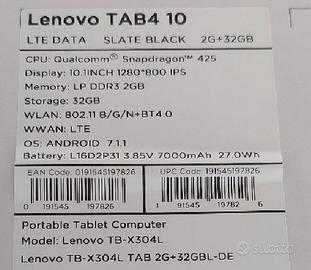 Lenovo TAB4 10
LTE DATA SLATE BLACK 2G+32GB
CPU: Qualcomm® Snapdragon™ 425
Display: 10.1INCH 1280*800 IPS
Memory: LP DDR3 2GB
Storage: 32GB
WLAN: 802.11 B/G/N+BT4.0
WWAN: LTE
OS: ANDROID 7.1.1
Battery: L16D2P31 3.85V 7000mAh 27.0Wh
EAN Code: 0191545197826 UPC Code: 191545197826
0 191545 197826 1 91545 19782 6
Portable Tablet Computer
Model: Lenovo TB-X304L
Lenovo TB-X304L TAB 2G+32GBL-DE
subito